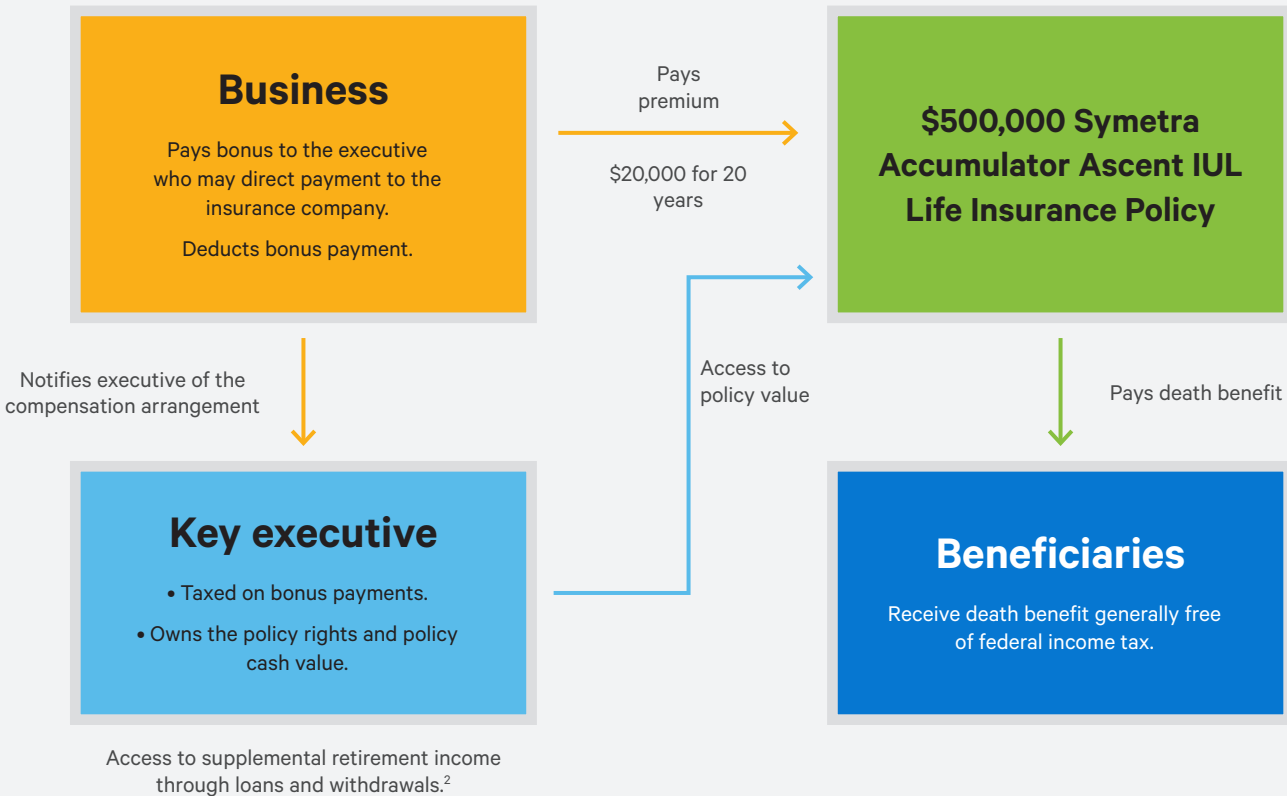 Business
Pays bonus to the executive
who may direct payment to the
insurance company.
Deducts bonus payment.
Pays
premium
$20,000 for 20
years
$500,000 Symetra
Accumulator Ascent IUL
Life Insurance Policy
Notifies executive of the
compensation arrangement
Access to
policy value
Pays death benefit
Key executive
• Taxed on bonus payments.
• Owns the policy rights and policy
cash value.
Beneficiaries
Receive death benefit generally free
of federal income tax.
Access to supplemental retirement income
through loans and withdrawals.²